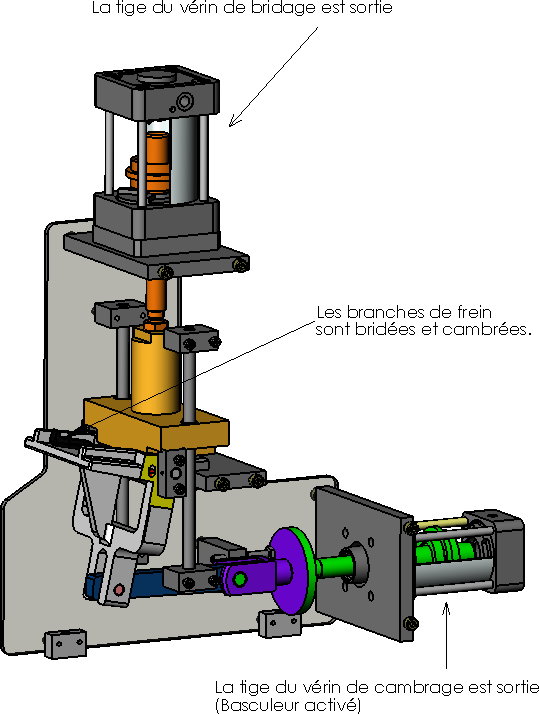 La tige du vérin de bridage est sortie
Les branches de frein
sont bridées et cambrées.
La tige du vérin de cambrage est sortie
(Basculeur activé)